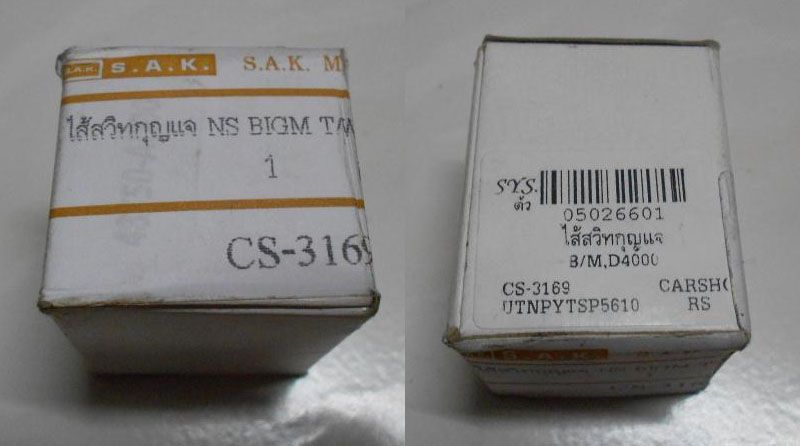 S.A.K. S.A.K.
S.A.K.
ไส้สวิทกุญแจ NS BIGM
1
CS-3169
SYS.
ตัว
05026601
ไส้สวิทกุญแจ
B/M,D4000
CS-3169
UTNPYTSP5610 RS
S.A.K.